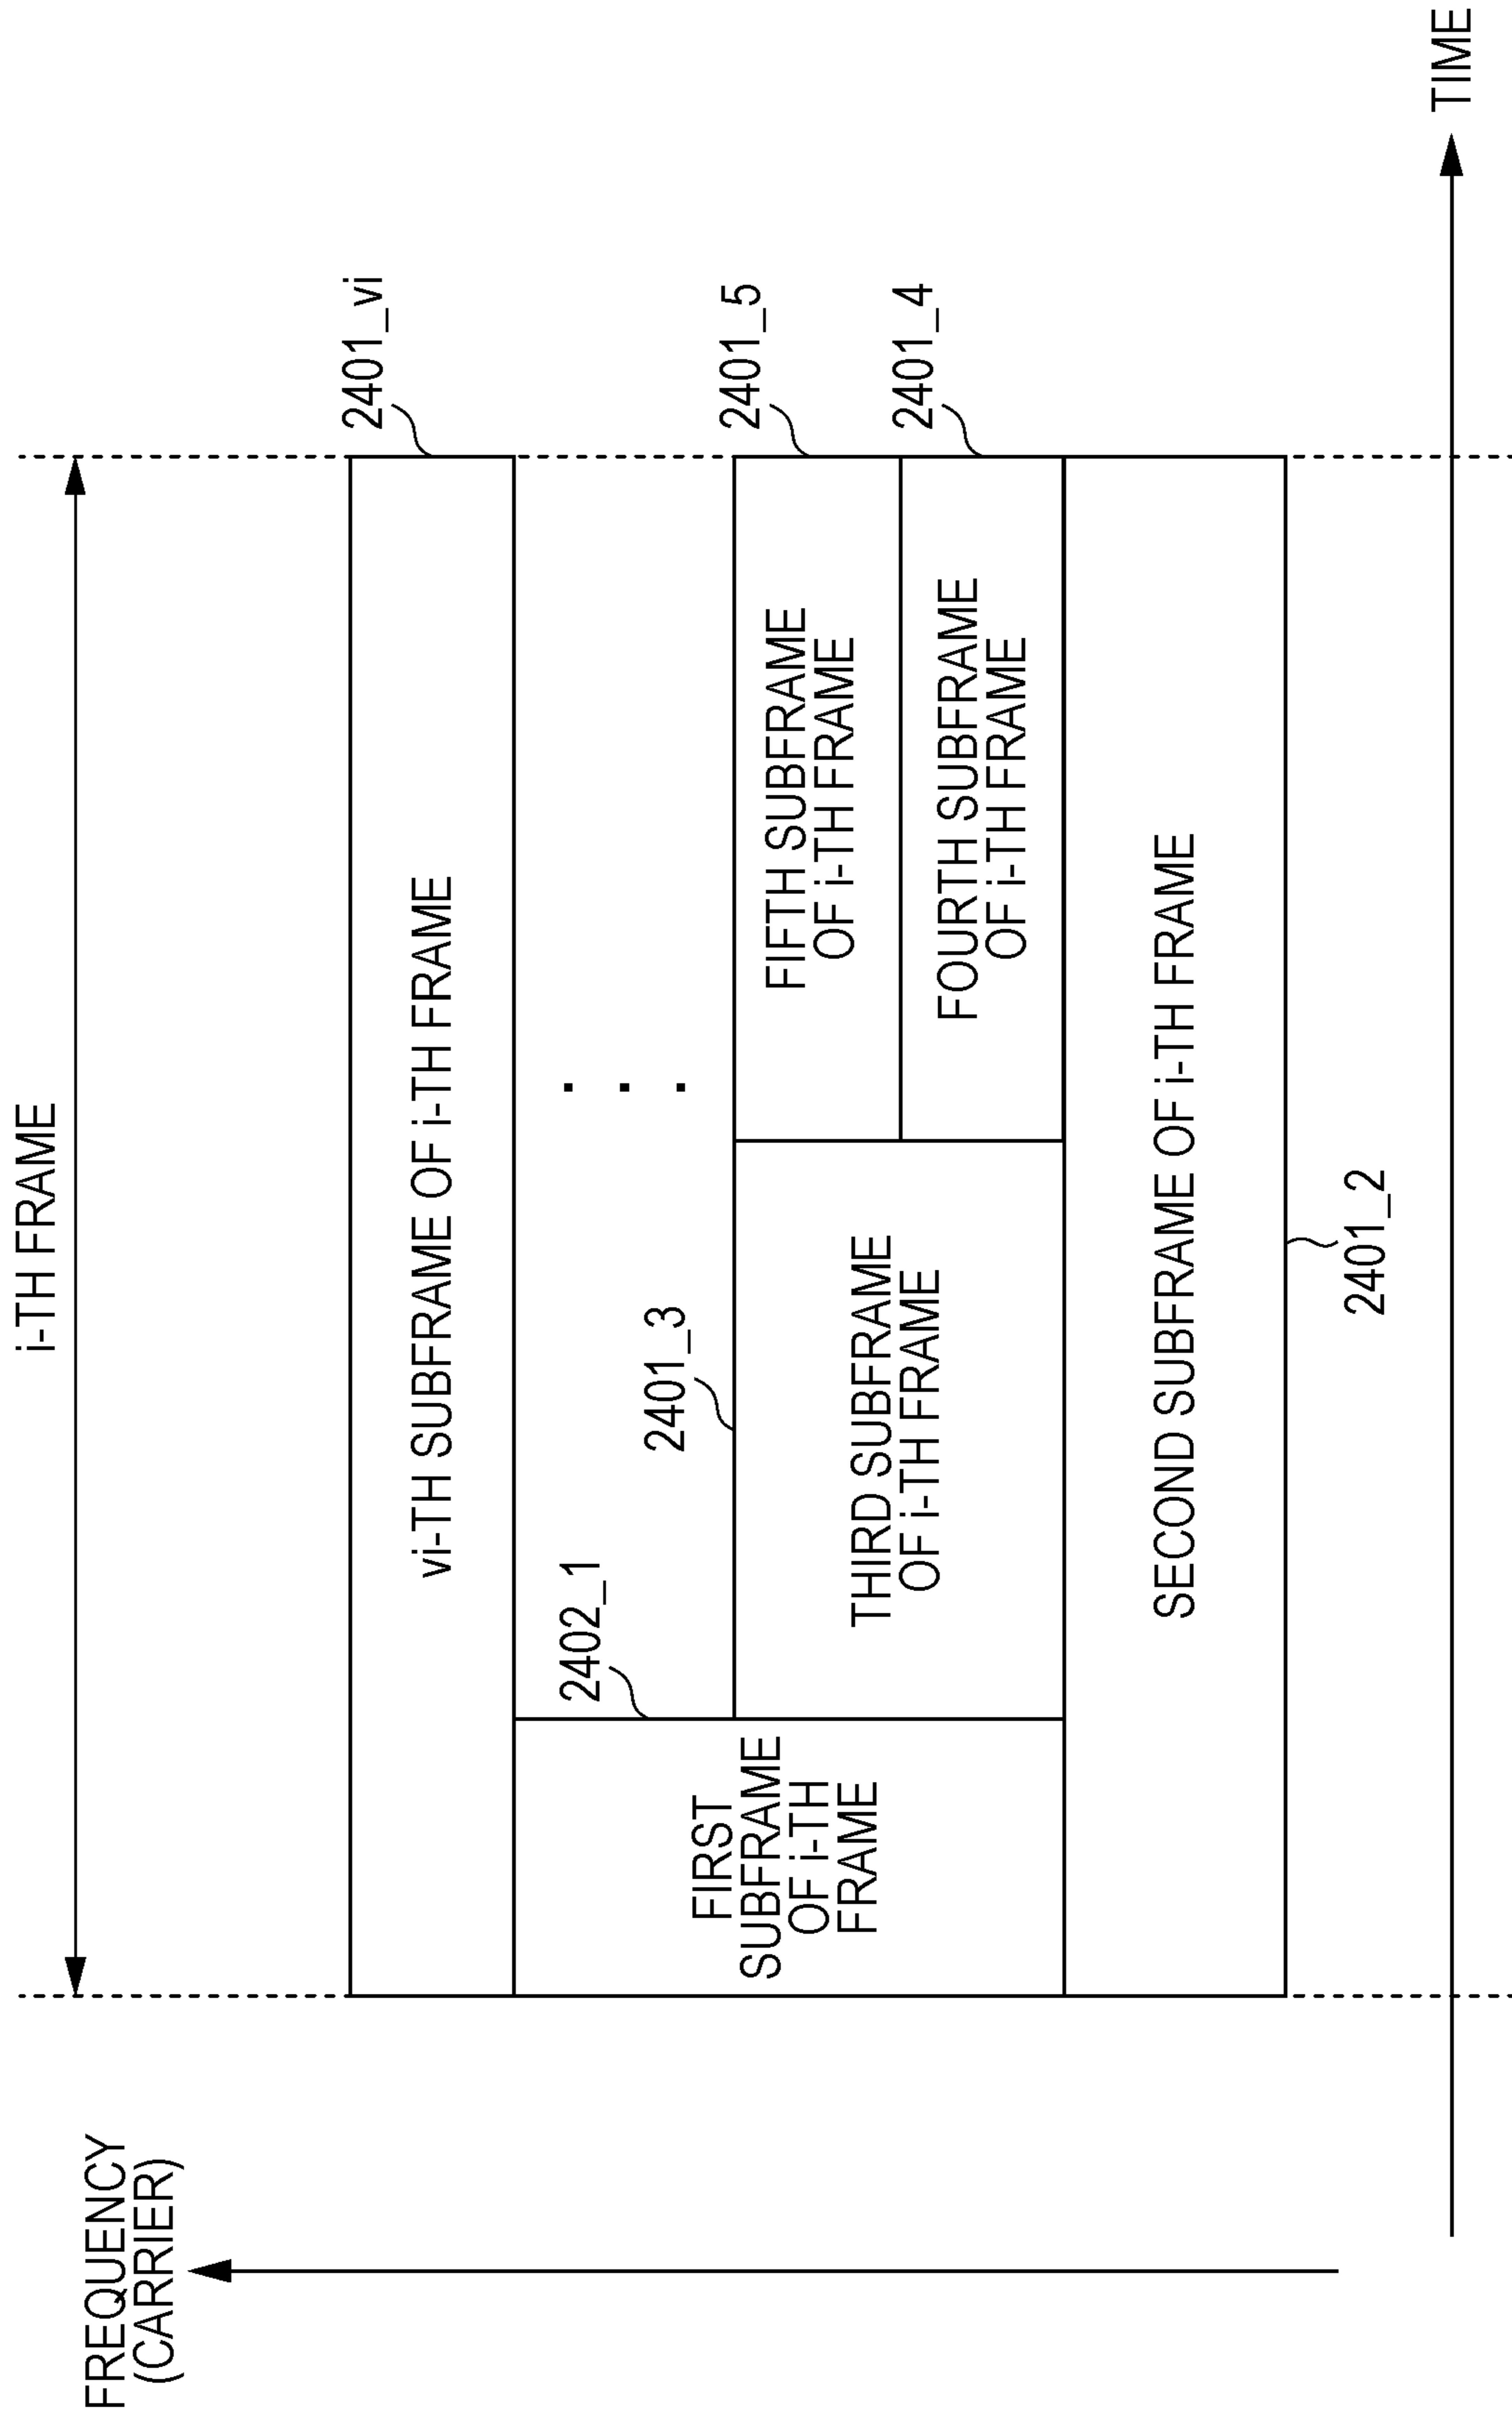 i-TH FRAME
FREQUENCY
(CARRIER)
2401_vi
vi-TH SUBFRAME OF i-TH FRAME
2402_1
2401_3
2401_5
FIRST
SUBFRAME
OF i-TH
FRAME
THIRD SUBFRAME
OF i-TH FRAME
FIFTH SUBFRAME
OF i-TH FRAME
2401_4
FOURTH SUBFRAME
OF i-TH FRAME
SECOND SUBFRAME OF i-TH FRAME
2401_2
TIME